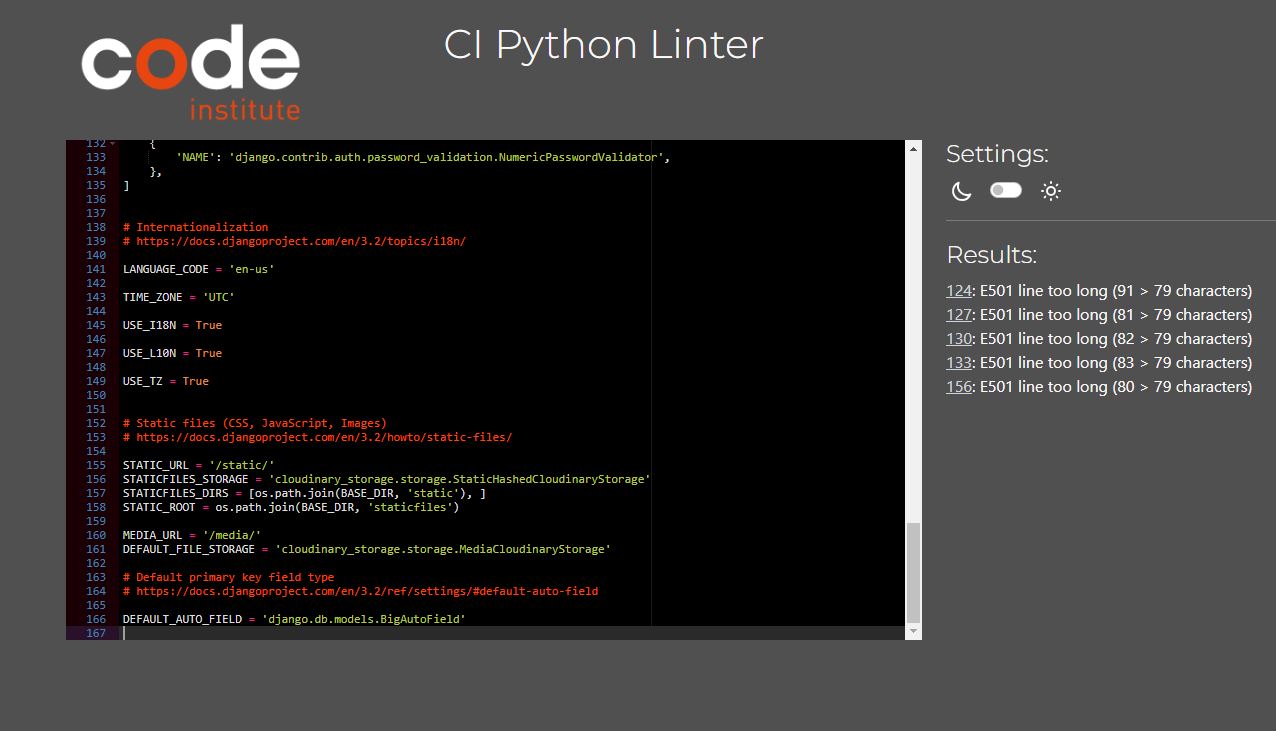 code
institute
CI Python Linter
132 {
133 'NAME': 'django.contrib.auth.password_validation.NumericPasswordValidator',
134 },
135 ]
136
137
138 # Internationalization
139 # https://docs.djangoproject.com/en/3.2/topics/i18n/
140
141 LANGUAGE_CODE = 'en-us'
142
143 TIME_ZONE = 'UTC'
144
145 USE_I18N = True
146
147 USE_L10N = True
148
149 USE_TZ = True
150
151
152 # Static files (CSS, JavaScript, Images)
153 # https://docs.djangoproject.com/en/3.2/howto/static-files/
154
155 STATIC_URL = '/static/'
156 STATICFILES_STORAGE = 'cloudinary_storage.storage.StaticHashedCloudinaryStorage'
157 STATICFILES_DIRS = [os.path.join(BASE_DIR, 'static'), ]
158 STATIC_ROOT = os.path.join(BASE_DIR, 'staticfiles')
159
160 MEDIA_URL = '/media/'
161 DEFAULT_FILE_STORAGE = 'cloudinary_storage.storage.MediaCloudinaryStorage'
162
163 # Default primary key field type
164 # https://docs.djangoproject.com/en/3.2/ref/settings/#default-auto-field
165
166 DEFAULT_AUTO_FIELD = 'django.db.models.BigAutoField'
167
Settings:
Results:
124: E501 line too long (91 > 79 characters)
127: E501 line too long (81 > 79 characters)
130: E501 line too long (82 > 79 characters)
133: E501 line too long (83 > 79 characters)
156: E501 line too long (80 > 79 characters)